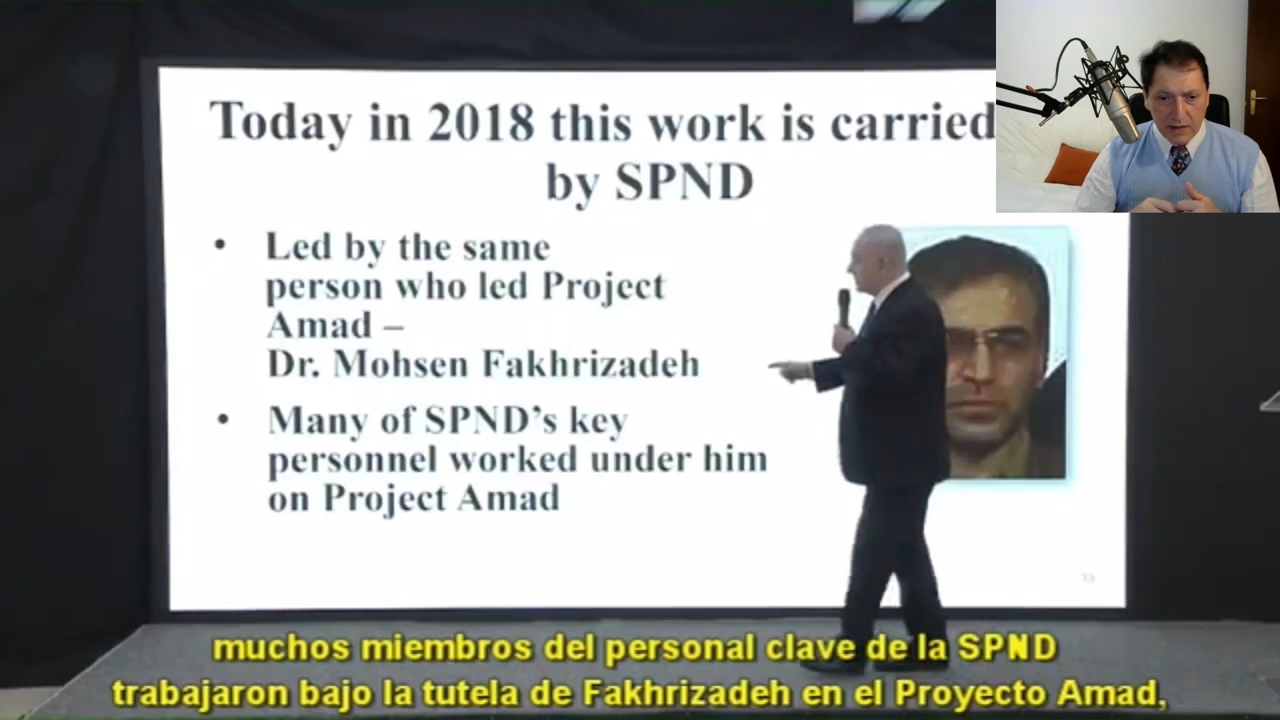 Today in 2018 this work is carried
by SPND
• Led by the same
person who led Project
Amad –
Dr. Mohsen Fakhrizadeh
• Many of SPND's key
personnel worked under him
on Project Amad
33
muchos miembros del personal clave de la SPND
trabajaron bajo la tutela de Fakhrizadeh en el Proyecto Amad,